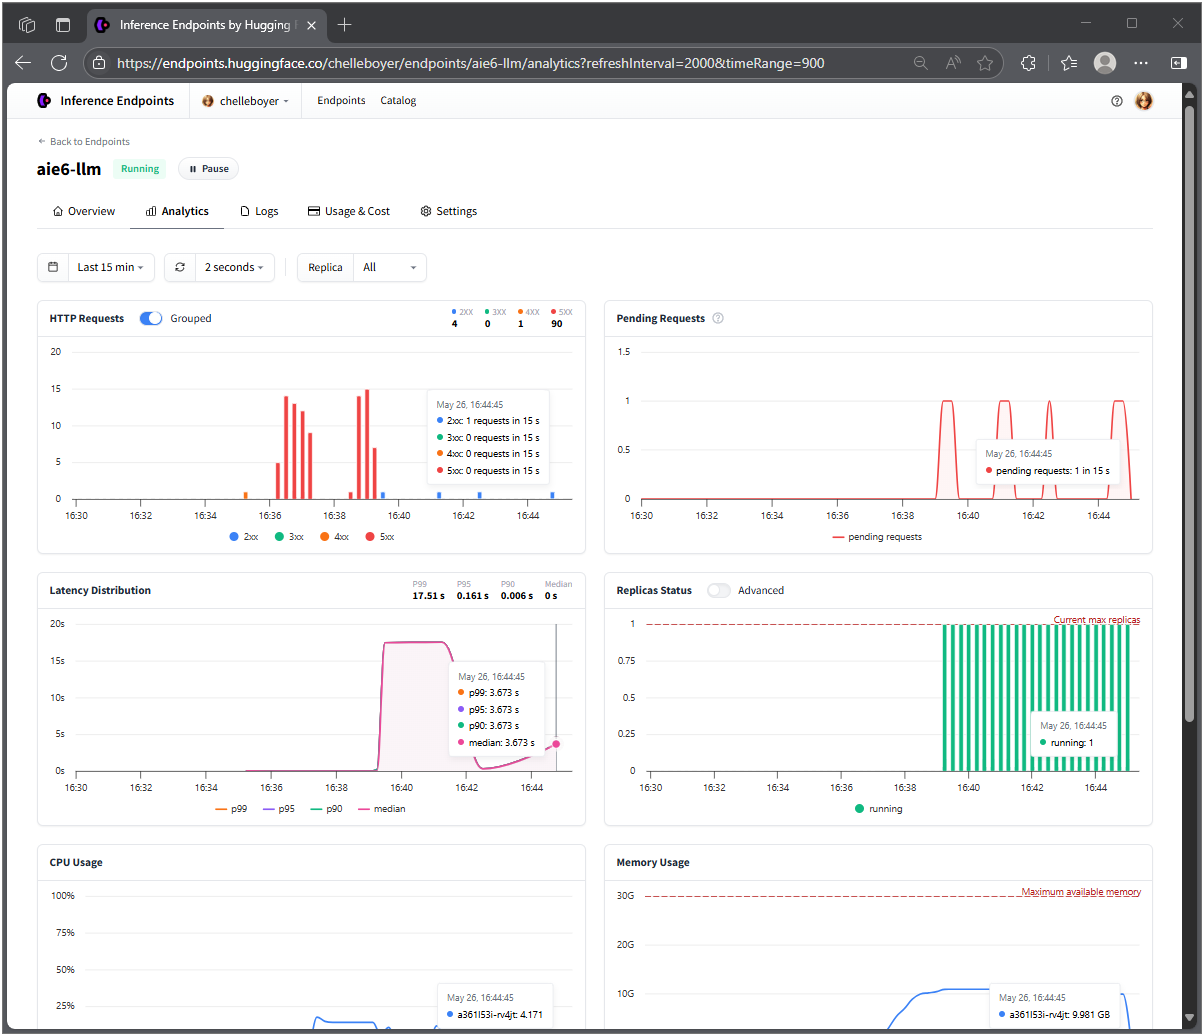 Inference Endpoints by Hugging
https://endpoints.huggingface.co/chelleboyer/endpoints/aie6-llm/analytics?refreshInterval=2000&timeRange=900
Inference Endpoints
chelleboyer
Endpoints
Catalog
Back to Endpoints
aie6-llm
Running
Pause
Overview
Analytics
Logs
Usage & Cost
Settings
Last 15 min
2 seconds
Replica
All
HTTP Requests
Grouped
2XX 3XX 4XX 5XX
4 0 1 90
20
15
10
5
0
16:30 16:32 16:34 16:36 16:38 16:40 16:42 16:44
May 26, 16:44:45
2xx: 1 requests in 15 s
3xx: 0 requests in 15 s
4xx: 0 requests in 15 s
5xx: 0 requests in 15 s
2xx 3xx 4xx 5xx
Pending Requests
1.5
1
0.5
0
16:30 16:32 16:34 16:36 16:38 16:40 16:42 16:44
May 26, 16:44:45
pending requests: 1 in 15 s
pending requests
Latency Distribution
P99 P95 P90 Median
17.51 s 0.161 s 0.006 s 0 s
20s
15s
10s
5s
0s
16:30 16:32 16:34 16:36 16:38 16:40 16:42 16:44
May 26, 16:44:45
p99: 3.673 s
p95: 3.673 s
p90: 3.673 s
median: 3.673 s
p99 p95 p90 median
Replicas Status
Advanced
Current max replicas
1
0.75
0.5
0.25
0
16:30 16:32 16:34 16:36 16:38 16:40 16:42 16:44
May 26, 16:44:45
running: 1
running
CPU Usage
100%
75%
50%
25%
May 26, 16:44:45
a361l53i-rv4jt: 4.171
Memory Usage
Maximum available memory
30G
20G
10G
May 26, 16:44:45
a361l53i-rv4jt: 9.981 GB